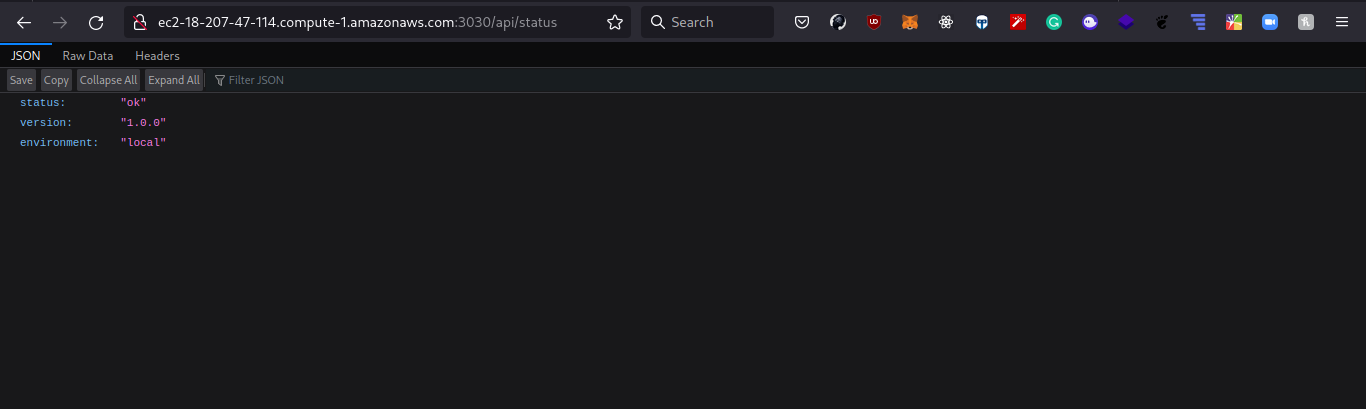 ec2-18-207-47-114.compute-1.amazonaws.com:3030/api/status Search
JSON Raw Data Headers
Save Copy Collapse All Expand All Filter JSON
status: "ok"
version: "1.0.0"
environment: "local"